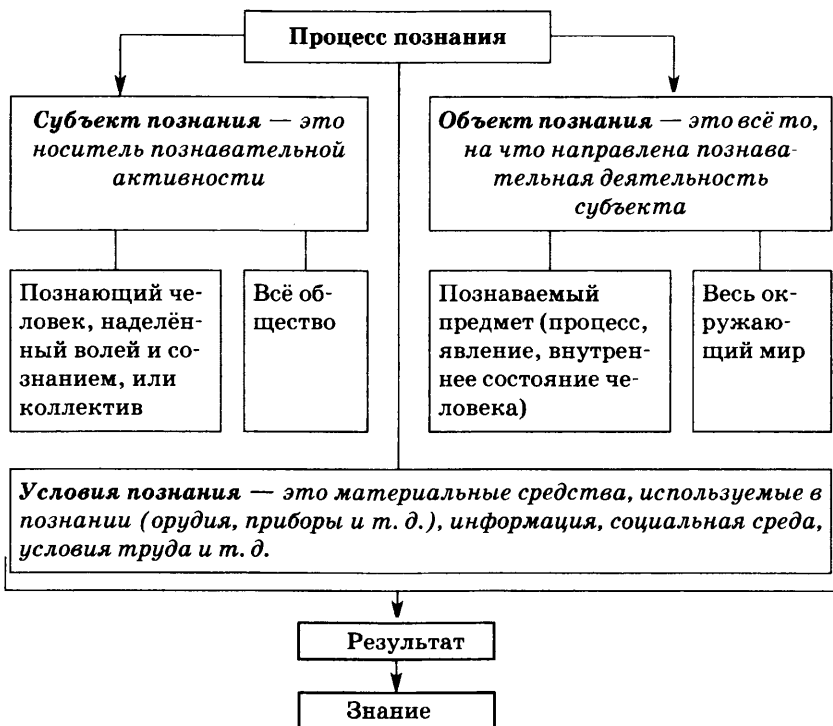 Процесс познания
Субъект познания — это
носитель познавательной
активности
Объект познания — это всё то,
на что направлена познава-
тельная деятельность
субъекта
Познающий че-
ловек, наделён-
ный волей и со-
знанием, или
коллектив
Всё об-
щество
Познаваемый
предмет (процесс,
явление, внутрен-
нее состояние че-
ловека)
Весь ок-
ружаю-
щий мир
Условия познания — это материальные средства, используемые в
познании (орудия, приборы и т. д.), информация, социальная среда,
условия труда и т. д.
Результат
Знание